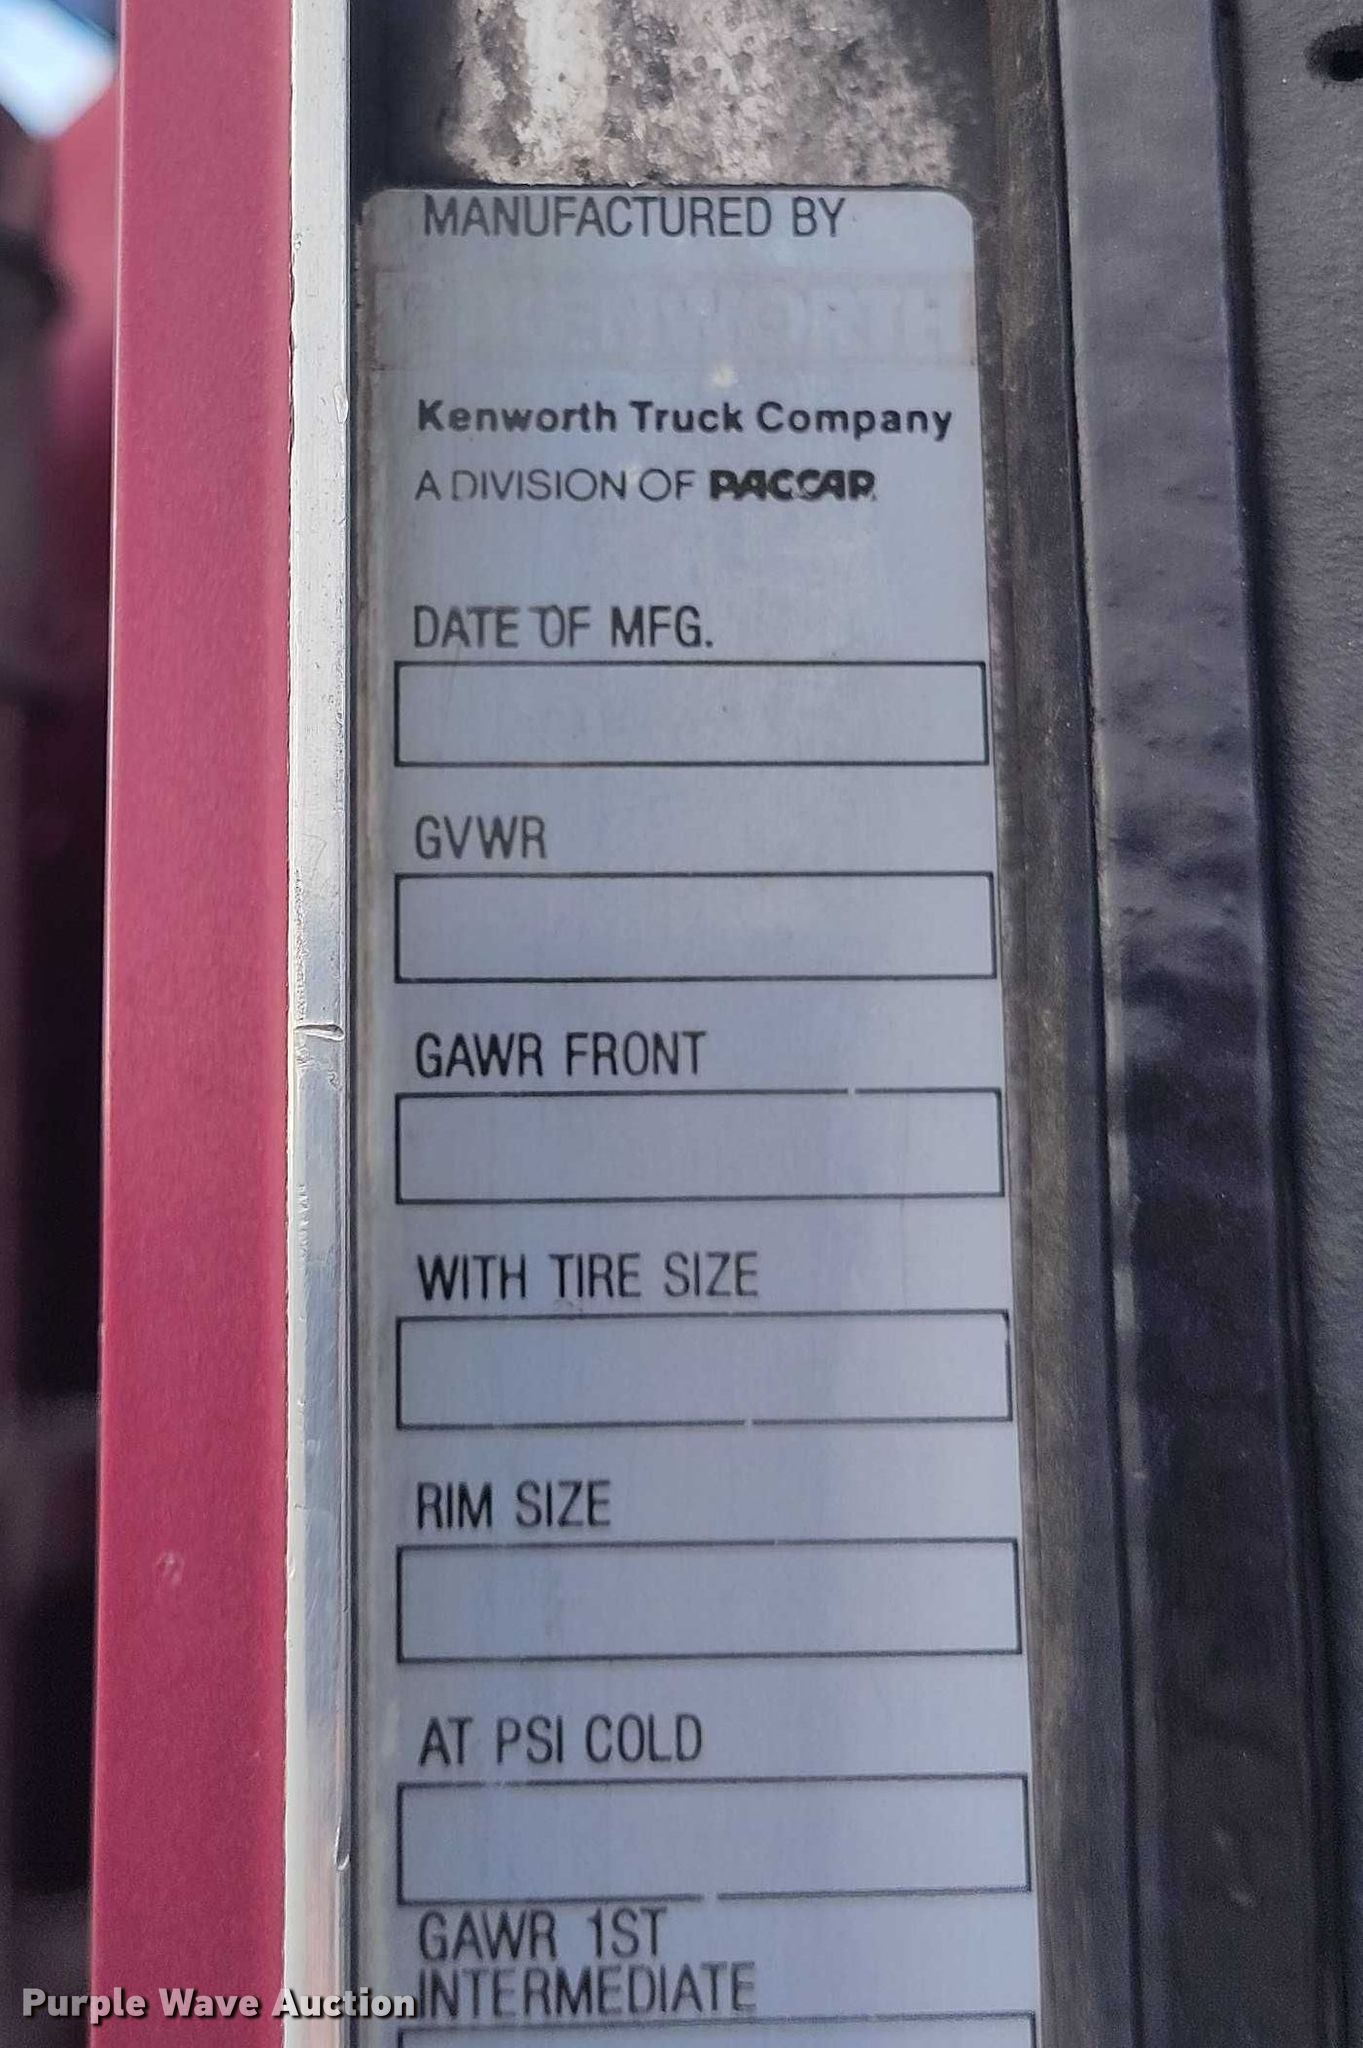 MANUFACTURED BY
Kenworth Truck Company
A DIVISION OF PACCAR
DATE OF MFG.
GVWR
GAWR FRONT
WITH TIRE SIZE
RIM SIZE
AT PSI COLD
GAWR 1ST
INTERMEDIATE
Purple Wave Auction